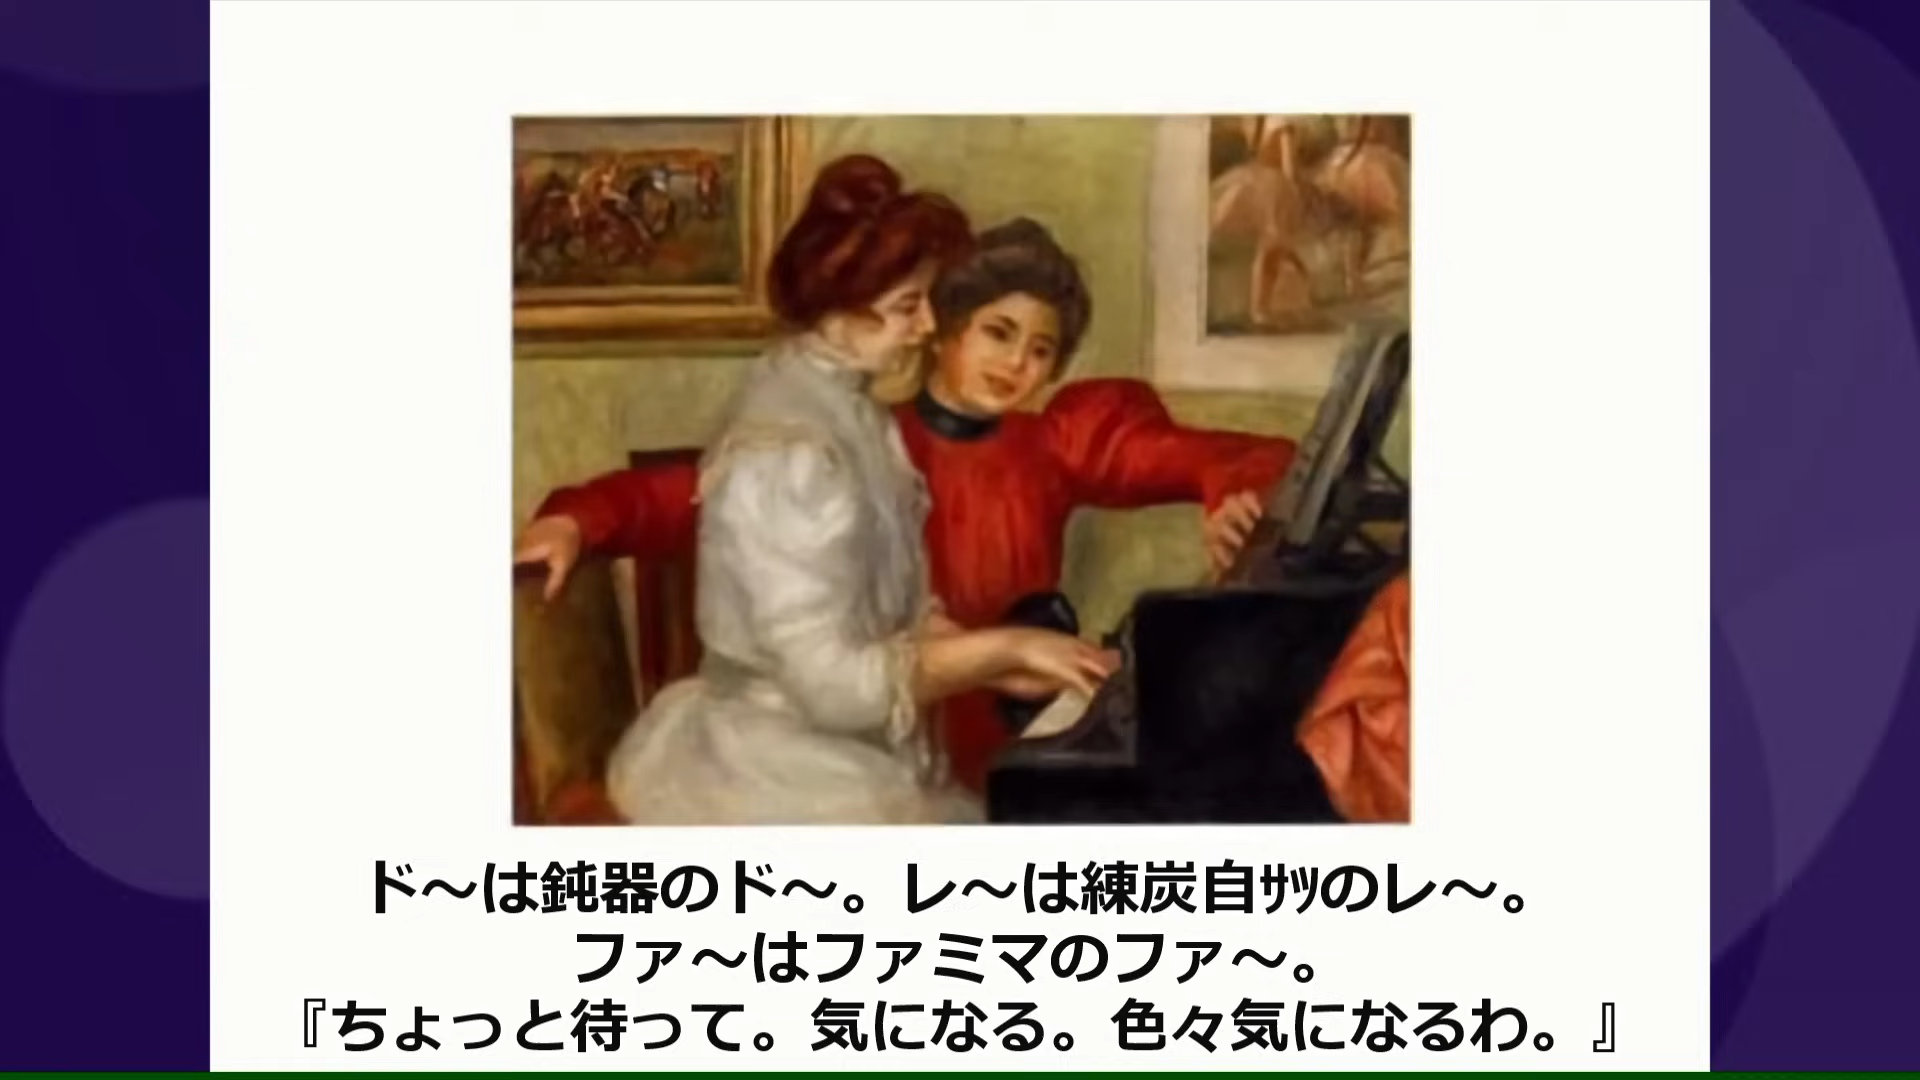 ド～は鈍器のド～。レ～は練炭自ｻﾂのレ～。
ファ～はファミマのファ～。
『ちょっと待って。気になる。色々気になるわ。』